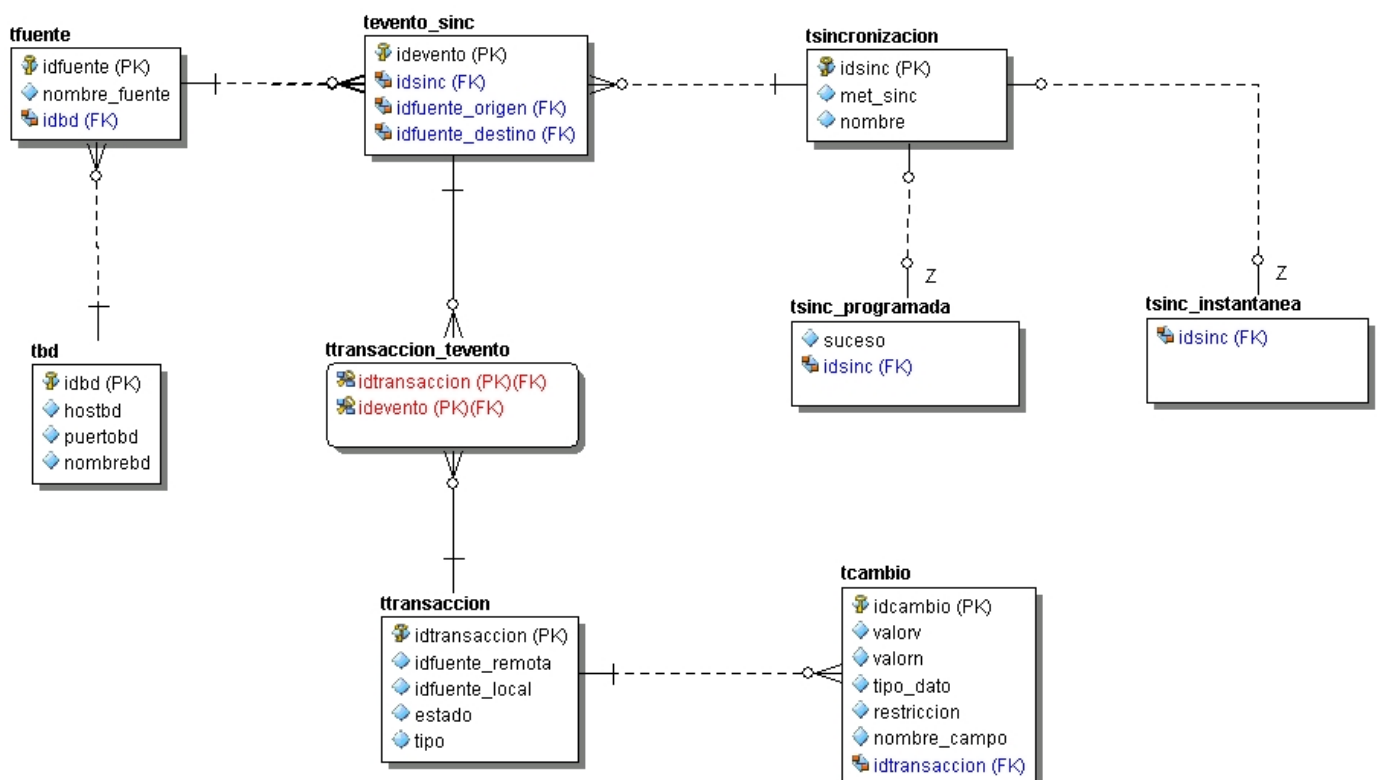 tfuente
idfuente (PK)
nombre_fuente
idbd (FK)
tevento_sinc
idevento (PK)
idsinc (FK)
idfuente_origen (FK)
idfuente_destino (FK)
tsincronizacion
idsinc (PK)
met_sinc
nombre
tbd
idbd (PK)
hostbd
puertobd
nombrebd
ttransaccion_tevento
idtransaccion (PK)(FK)
idevento (PK)(FK)
Z
tsinc_programada
suceso
idsinc (FK)
Z
tsinc_instantanea
idsinc (FK)
ttransaccion
idtransaccion (PK)
idfuente_remota
idfuente_local
estado
tipo
tcambio
idcambio (PK)
valorv
valorn
tipo_dato
restriccion
nombre_campo
idtransaccion (FK)